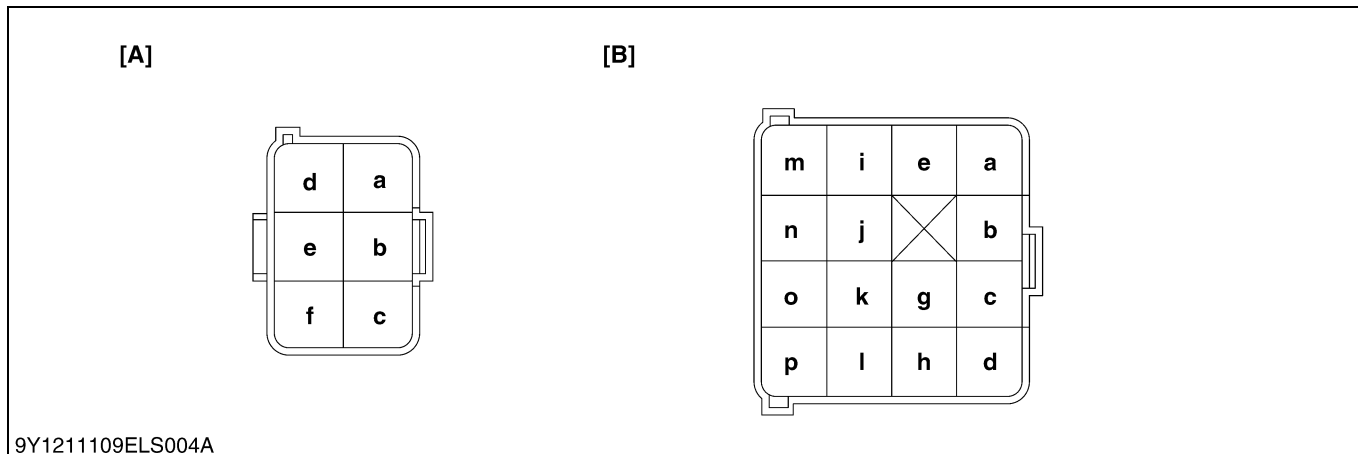 [A] [B]
d a
e b
f c
m i e a
n j b
o k g c
p l h d
9Y1211109ELS004A